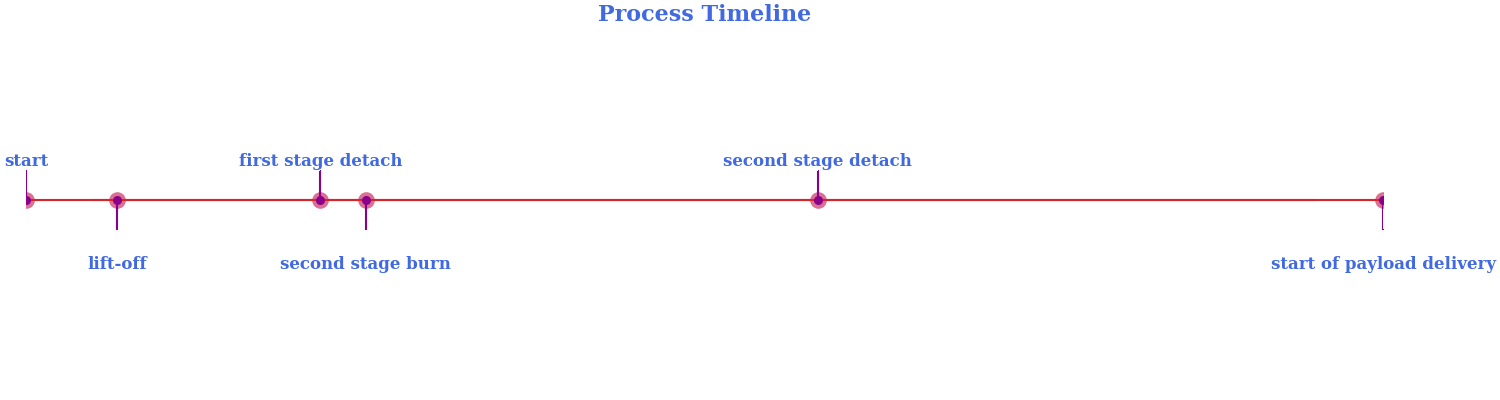 Process Timeline
start
first stage detach
second stage detach
lift-off
second stage burn
start of payload delivery